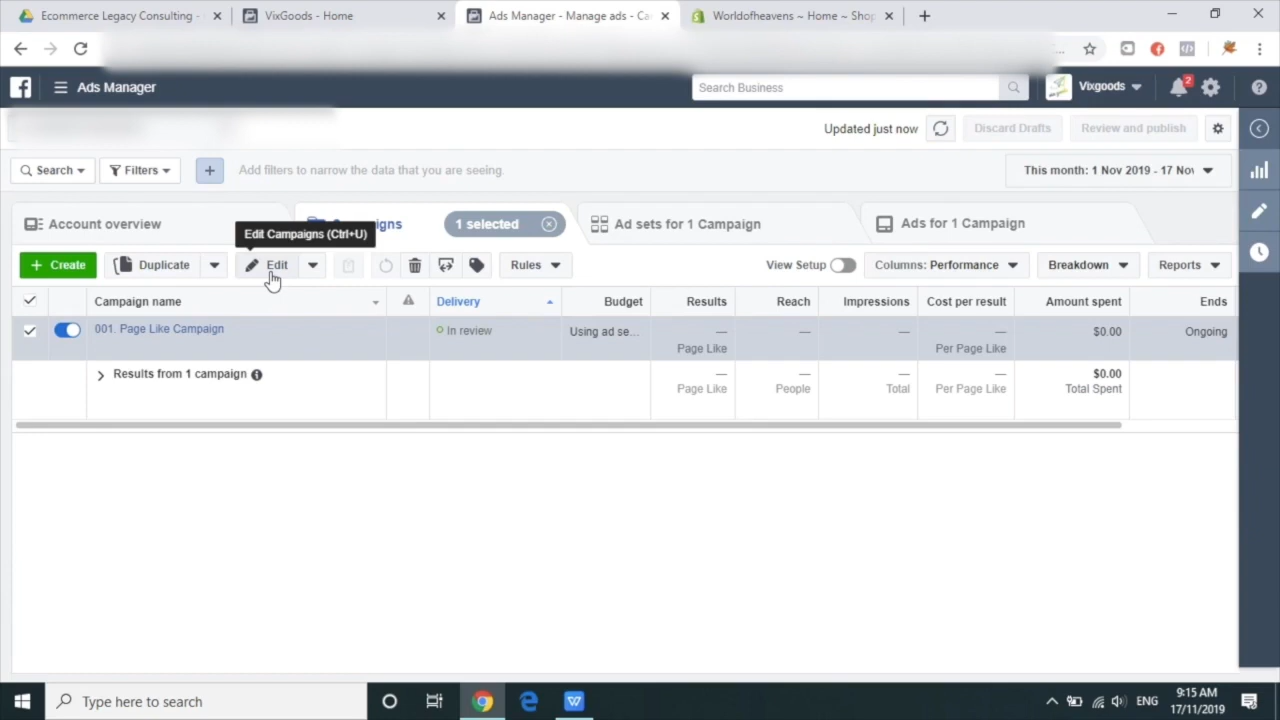 Ecommerce Legacy Consulting -
VixGoods - Home
Ads Manager - Manage ads - Ca
Worldofheavens ~ Home ~ Shop
Ads Manager
Search Business
Vixgoods
2
Updated just now
Discard Drafts
Review and publish
Search
Filters
+
Add filters to narrow the data that you are seeing.
This month: 1 Nov 2019 - 17 Nov
Account overview
1 selected
Ad sets for 1 Campaign
Ads for 1 Campaign
Edit Campaigns (Ctrl+U)
+ Create
Duplicate
Edit
Rules
View Setup
Columns: Performance
Breakdown
Reports
Campaign name
Delivery
Budget
Results
Reach
Impressions
Cost per result
Amount spent
Ends
001. Page Like Campaign
In review
Using ad se...
—
—
—
—
$0.00
Ongoing
Page Like
Per Page Like
Results from 1 campaign
—
—
—
—
$0.00
Page Like
People
Total
Per Page Like
Total Spent
Type here to search
ENG
9:15 AM
17/11/2019